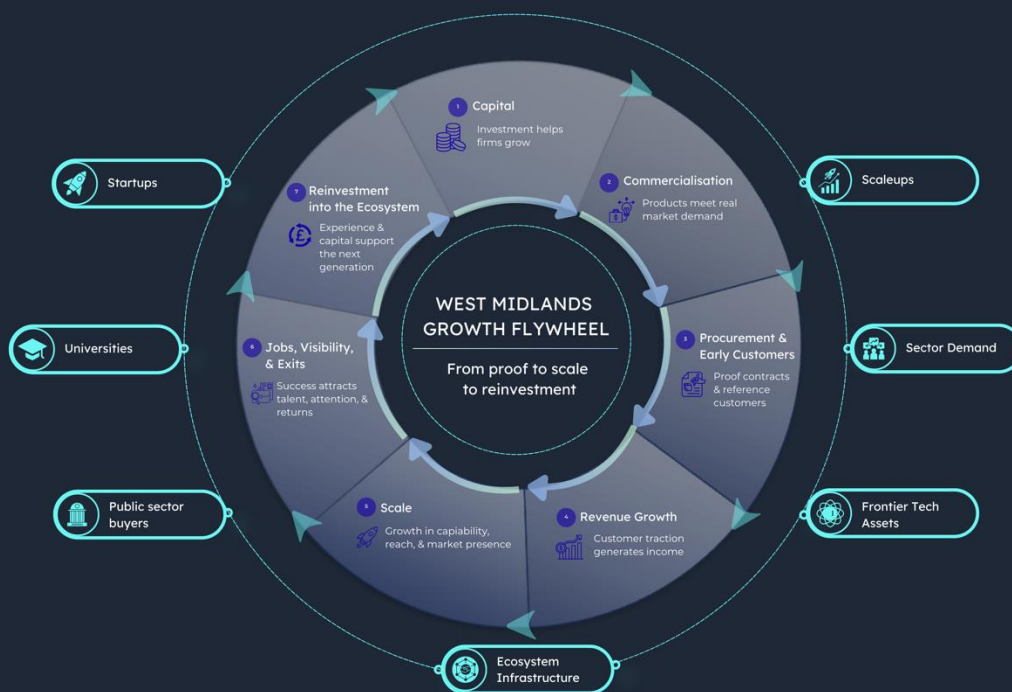 WEST MIDLANDS
GROWTH FLYWHEEL
From proof to scale
to reinvestment
1
Capital
Investment helps
firms grow
2
Commercialisation
Products meet real
market demand
3
Procurement &
Early Customers
Proof contracts
& reference
customers
4
Revenue Growth
Customer traction
generates income
5
Scale
Growth in capiability,
reach, & market presence
6
Jobs, Visibility,
& Exits
Success attracts
talent, attention, &
returns
7
Reinvestment
into the Ecosystem
£
Experience &
capital support
the next
generation
Startups
Universities
Public sector
buyers
Ecosystem
Infrastructure
Frontier Tech
Assets
Sector Demand
Scaleups